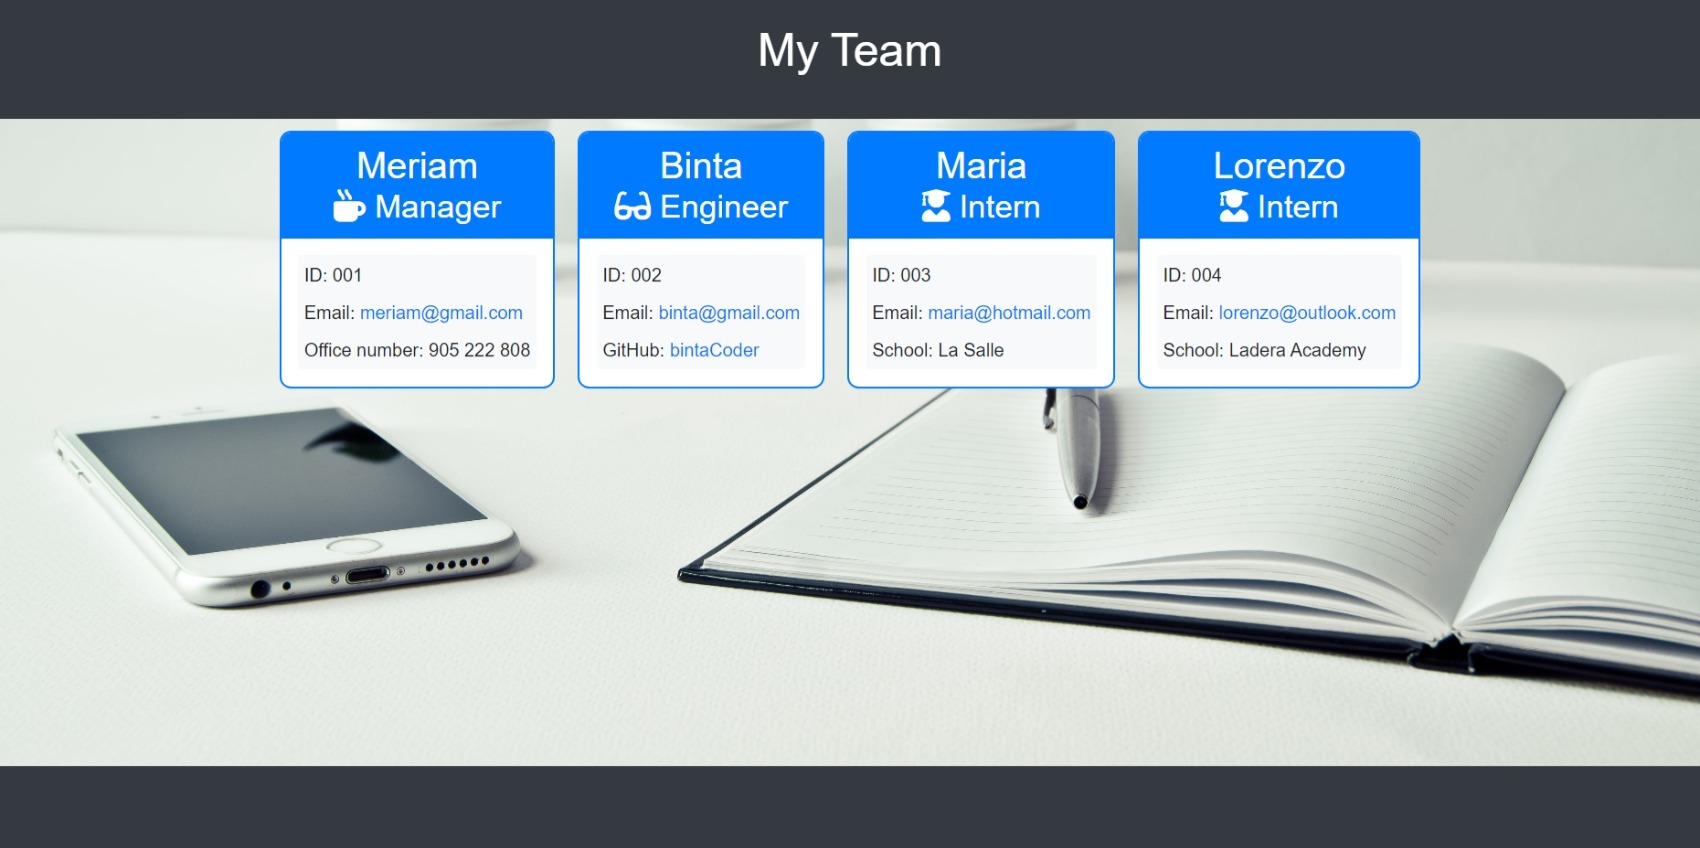 My Team
Meriam
Manager
ID: 001
Email: meriam@gmail.com
Office number: 905 222 808
Binta
Engineer
ID: 002
Email: binta@gmail.com
GitHub: bintaCoder
Maria
Intern
ID: 003
Email: maria@hotmail.com
School: La Salle
Lorenzo
Intern
ID: 004
Email: lorenzo@outlook.com
School: Ladera Academy